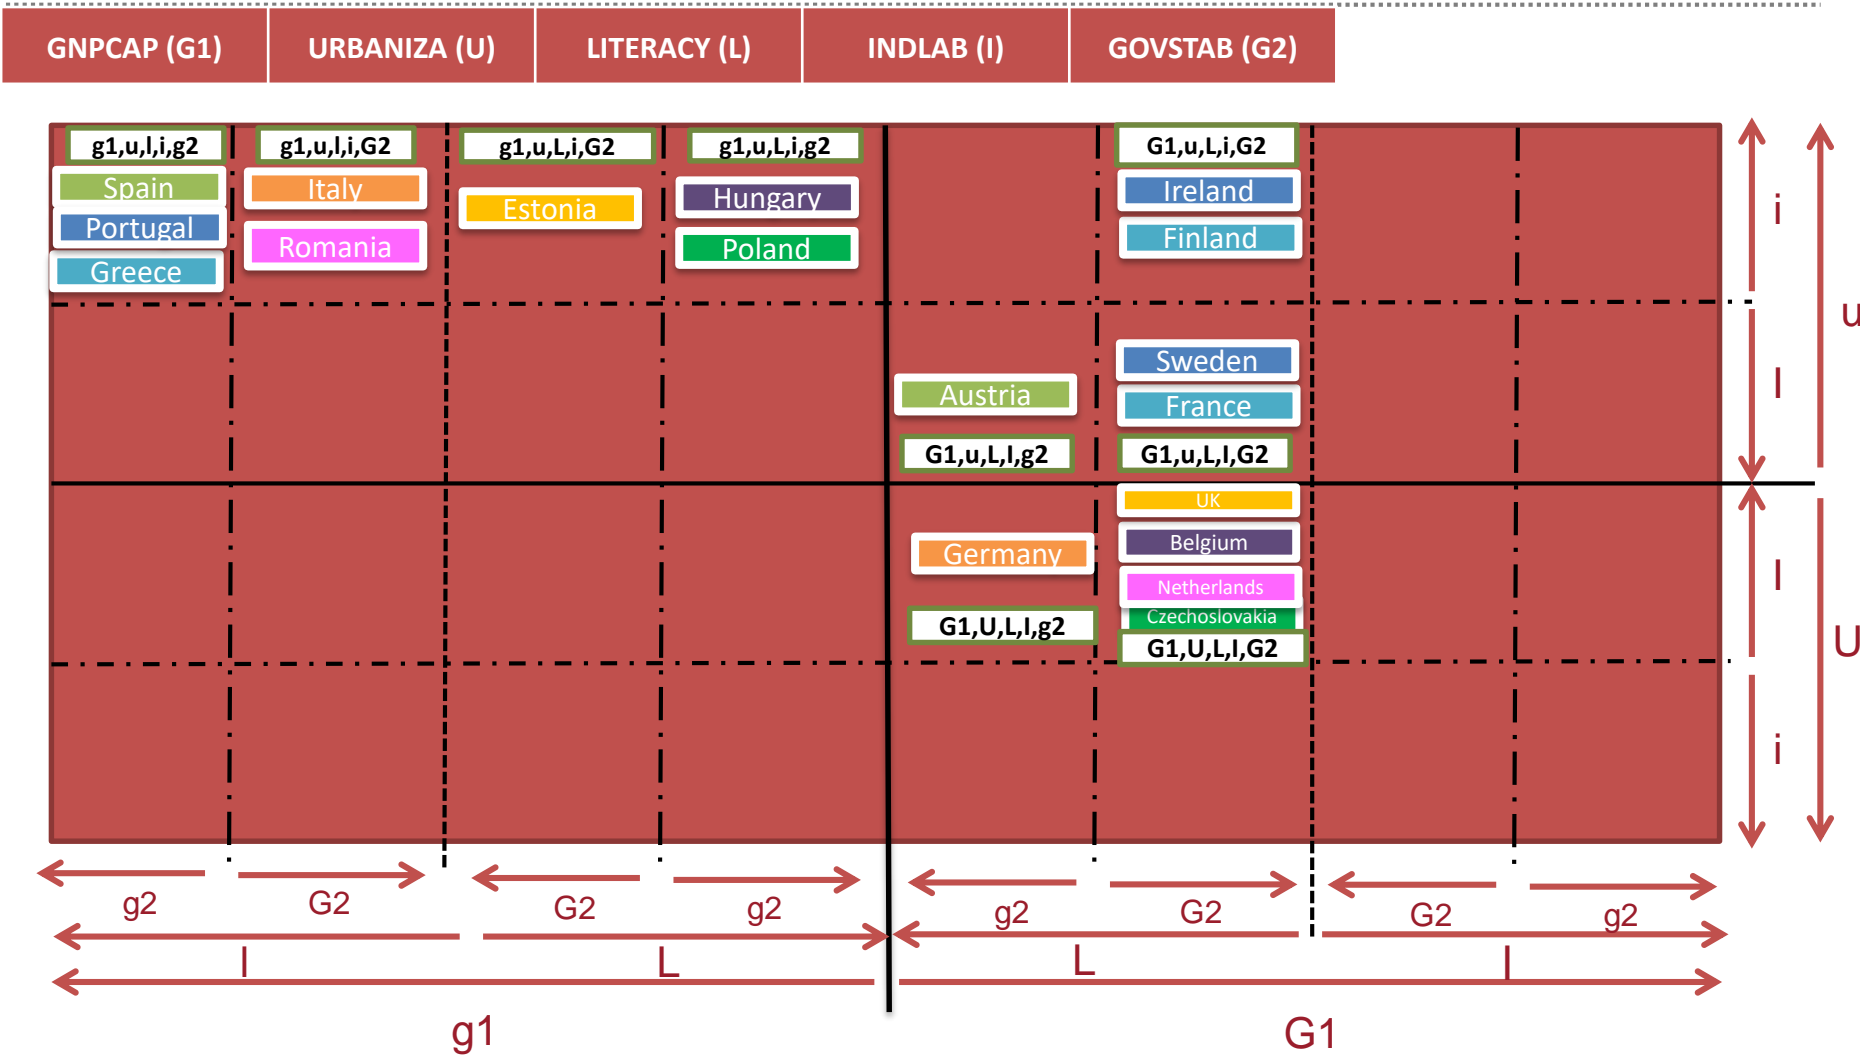 GNPCAP (G1) URBANIZA (U) LITERACY (L) INDLAB (I) GOVSTAB (G2)
g1,u,l,i,g2 g1,u,l,i,G2 g1,u,L,i,G2 g1,u,L,i,g2 G1,u,L,i,G2
Spain Italy Estonia Hungary Ireland
Portugal Romania Poland Finland
Greece
i
u
Sweden
Austria France
I
G1,u,L,I,g2 G1,u,L,I,G2
UK
Belgium
Germany
Netherlands
I
Czechoslovakia
G1,U,L,I,g2 G1,U,L,I,G2
U
i
g2 G2 G2 g2 g2 G2 G2 g2
l L L l
g1 G1